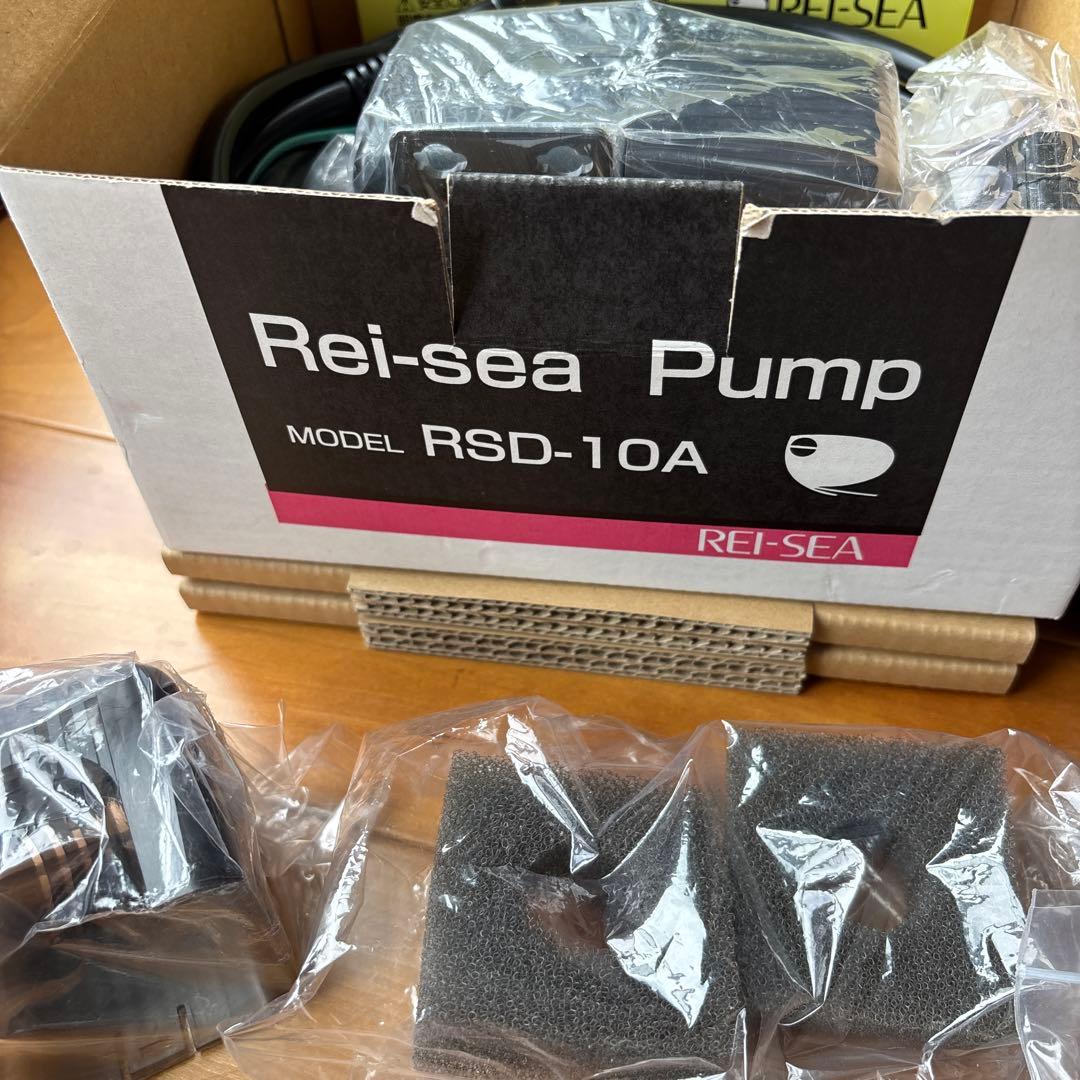 REI-SEA
Rei-sea Pump
MODEL RSD-10A
REI-SEA